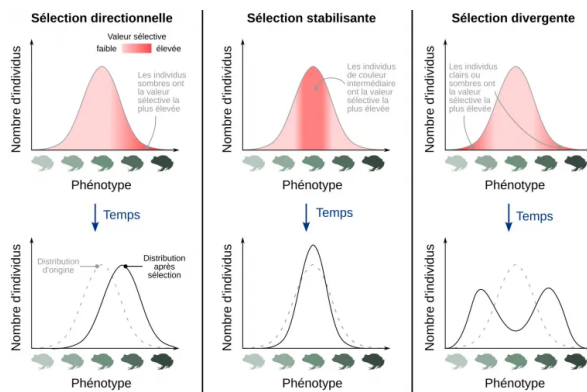 Sélection directionnelle
Valeur sélective
faible élevée
Les individus
sombres ont
la valeur
sélective la
plus élevée
Nombre d'individus
Phénotype
Temps
Distribution
d'origine
Distribution
après
sélection
Nombre d'individus
Phénotype
Sélection stabilisante
Les individus
de couleur
intermédiaire
ont la valeur
sélective la
plus élevée
Nombre d'individus
Phénotype
Temps
Nombre d'individus
Phénotype
Sélection divergente
Les individus
clairs ou
sombres ont
la valeur
sélective la
plus élevée
Nombre d'individus
Phénotype
Temps
Nombre d'individus
Phénotype